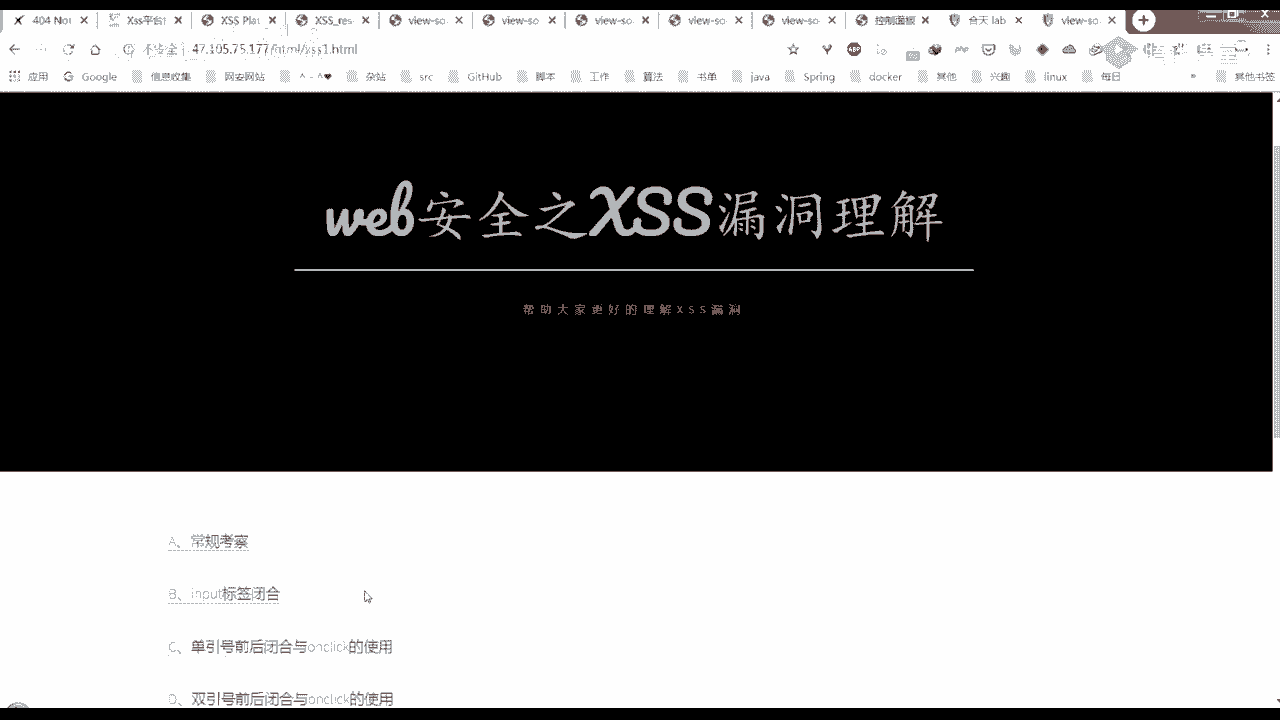 404 Not
Xss平台
XSS Plat
XSS_res
view-so
view-so
view-so
view-so
view-so
控制面板
合天 lab
view-so
不安全
47.105.75.177/html/xss1.html
应用
Google
信息收集
网安网站
^-^♥
杂站
src
GitHub
脚本
工作
算法
书单
java
Spring
docker
其他
兴趣
linux
每日
»
其他书签
web安全之XSS漏洞理解
帮助大家更好的理解XSS漏洞
A、常规考察
B、input标签闭合
C、单引号前后闭合与onclick的使用
D、双引号前后闭合与onclick的使用